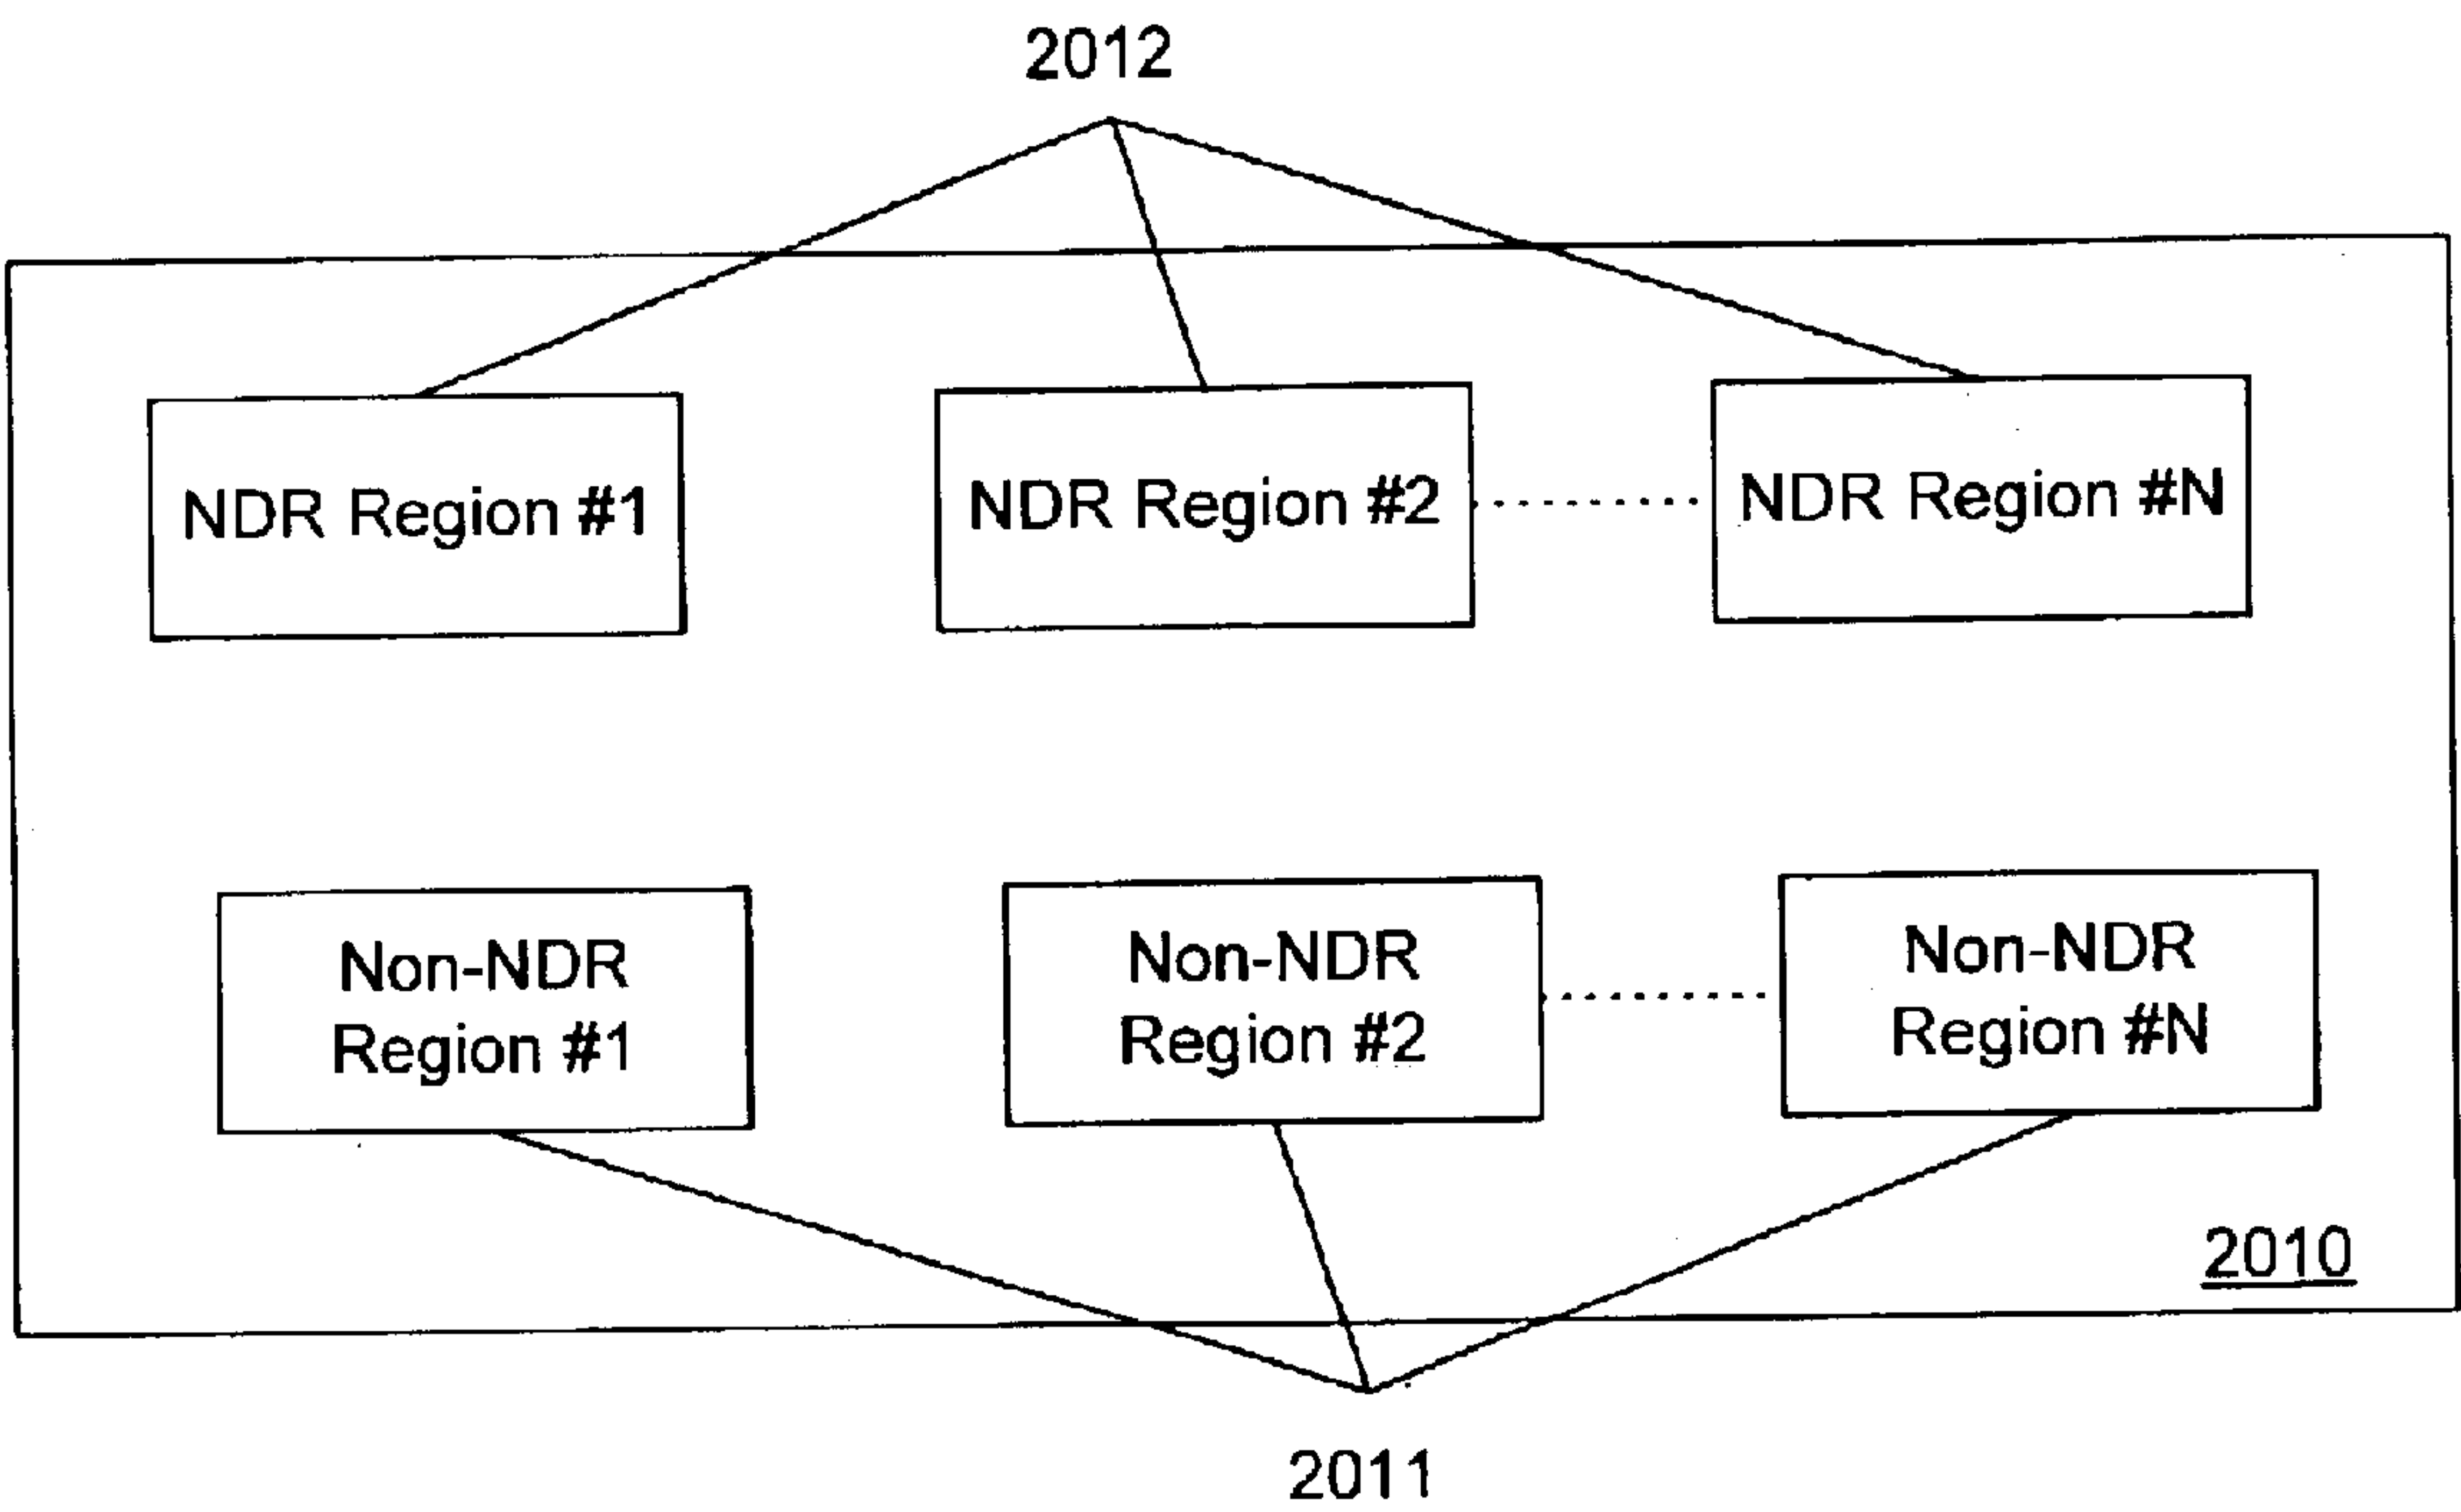 2012
NDR Region #1
NDR Region #2
NDR Region #N
Non-NDR
Region #1
Non-NDR
Region #2
Non-NDR
Region #N
2010
2011